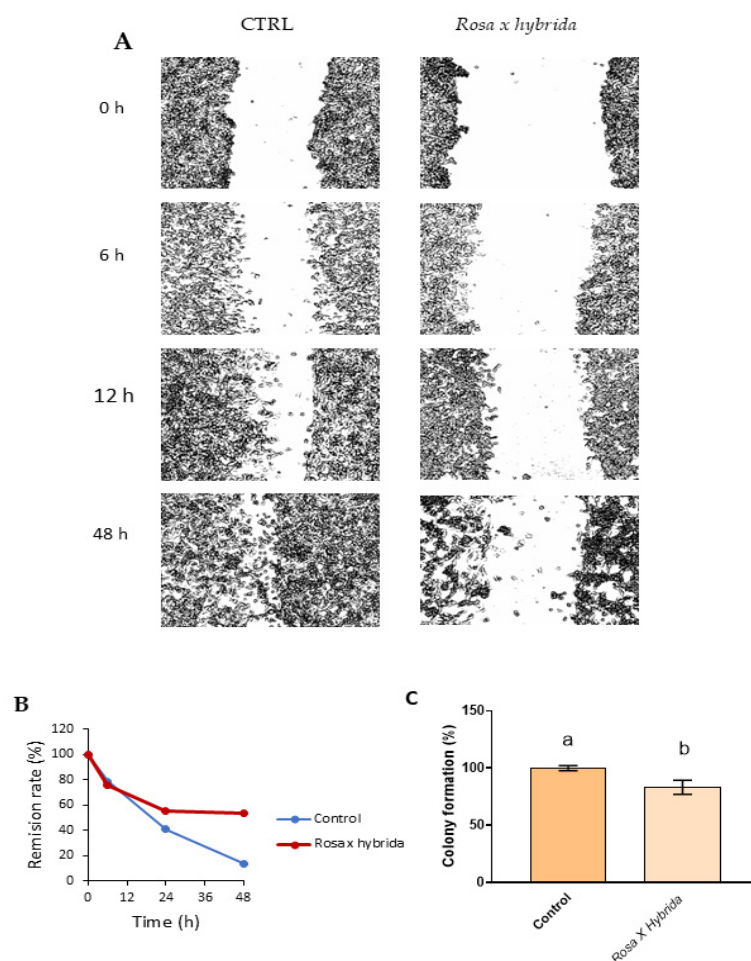 CTRL
Rosa x hybrida
A
0 h
6 h
12 h
48 h
B
120
100
80
60
40
20
0
0 12 24 36 48
Remision rate (%)
Time (h)
Control
Rosax hybrida
C
150
100
50
0
Colony formation (%)
a
b
Control
Rosa X Hybrida